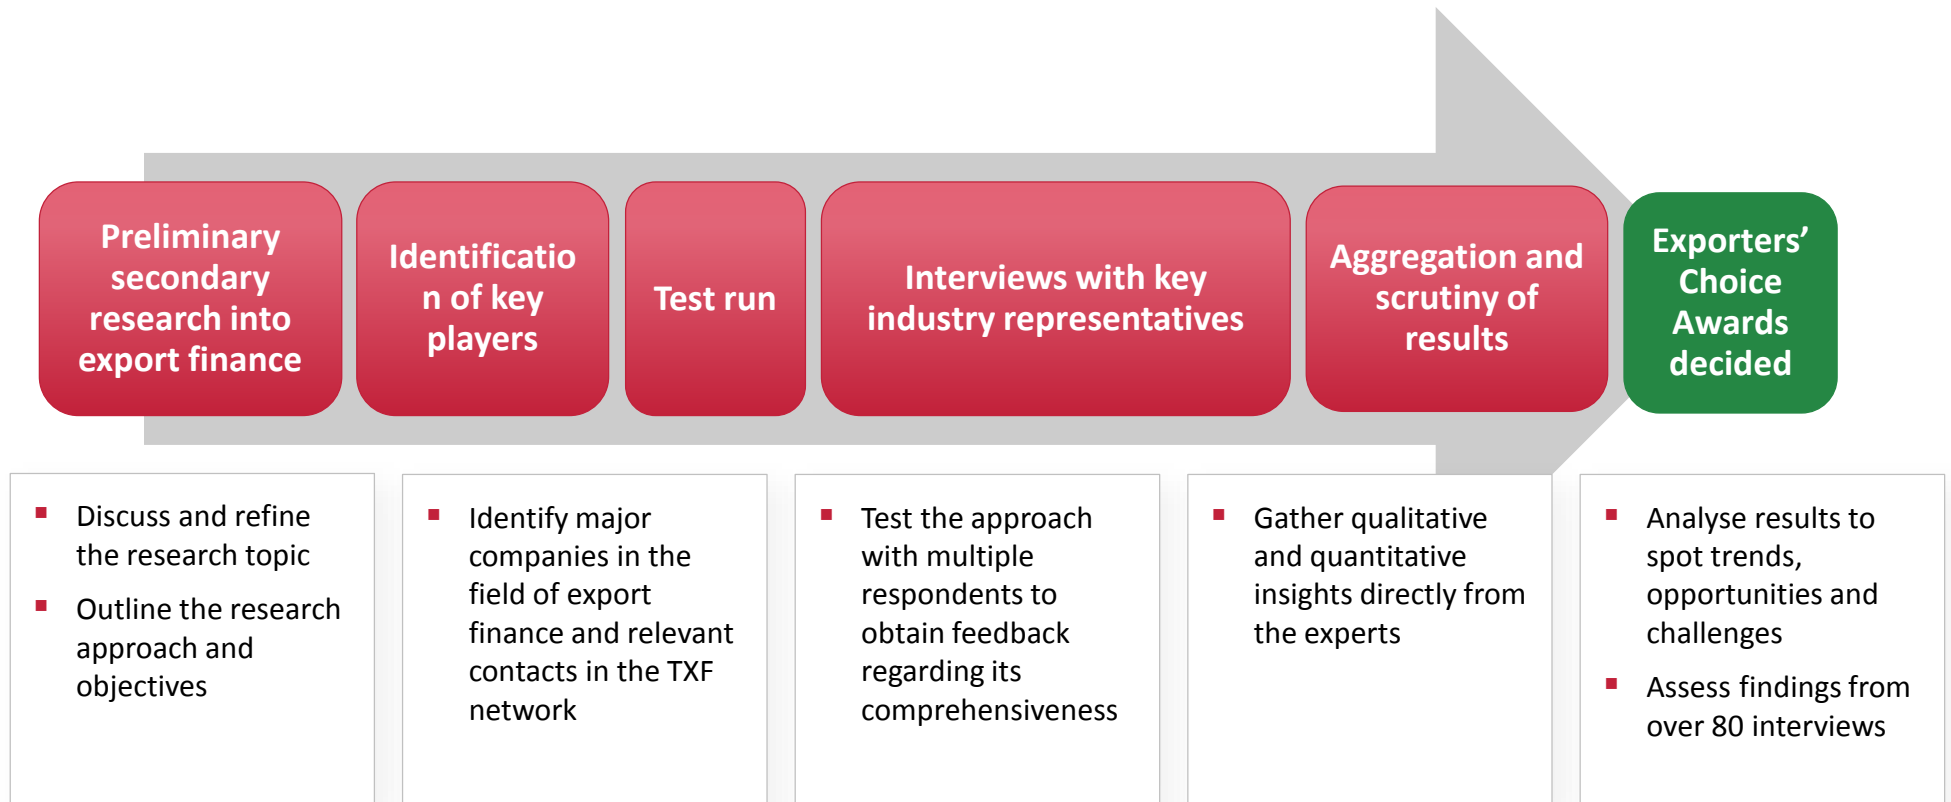 Preliminary
secondary
research into
export finance
Identificatio
n of key
players
Test run
Interviews with key
industry representatives
Aggregation and
scrutiny of
results
Exporters’
Choice
Awards
decided
▪ Discuss and refine
the research topic
▪ Outline the research
approach and
objectives
▪ Identify major
companies in the
field of export
finance and relevant
contacts in the TXF
network
▪ Test the approach
with multiple
respondents to
obtain feedback
regarding its
comprehensiveness
▪ Gather qualitative
and quantitative
insights directly from
the experts
▪ Analyse results to
spot trends,
opportunities and
challenges
▪ Assess findings from
over 80 interviews